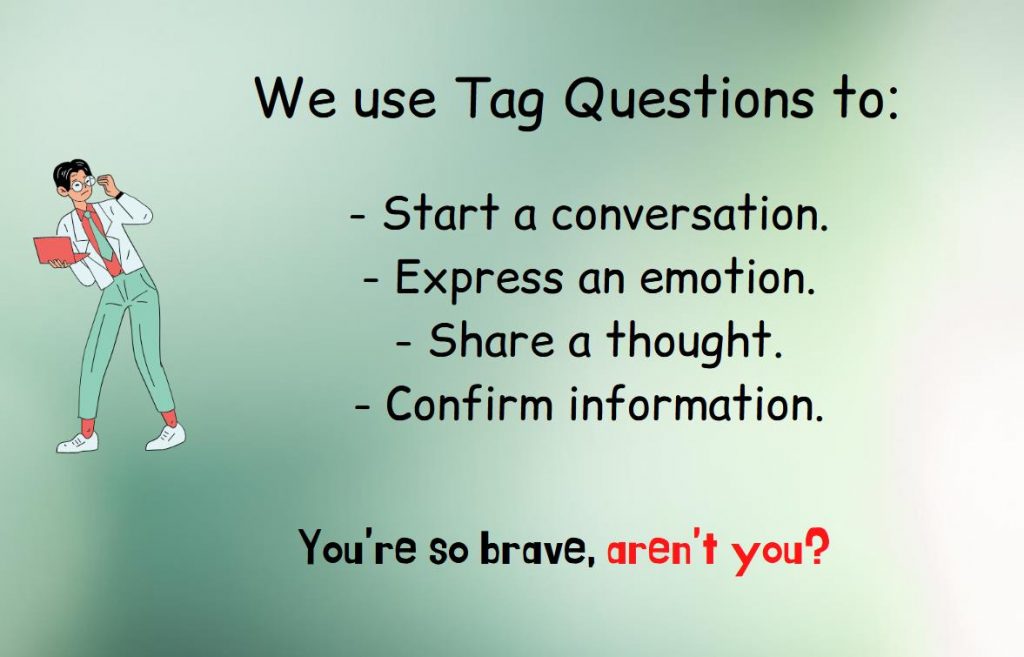 We use Tag Questions to:
- Start a conversation.
- Express an emotion.
- Share a thought.
- Confirm information.
You're so brave, aren't you?